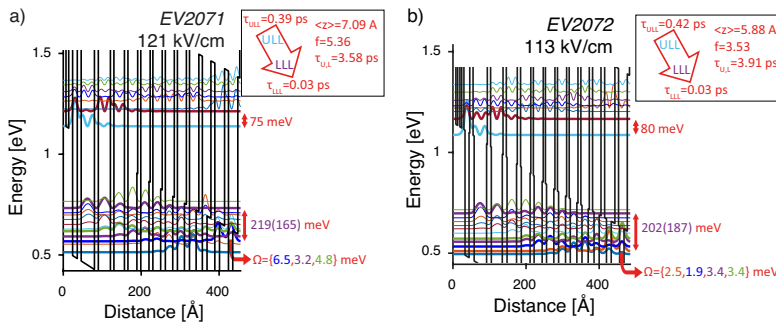 a)
EV2071
121 kV/cm
τULL=0.39 ps
<z>=7.09 A
f=5.36
τU,L=3.58 ps
ULL
LLL
τLLL=0.03 ps
Energy [eV]
1.5
1
0.5
75 meV
219(165) meV
Ω={6.5,3.2,4.8} meV
0
200
400
Distance [Å]
b)
EV2072
113 kV/cm
τULL=0.42 ps
<z>=5.88 A
f=3.53
τU,L=3.91 ps
ULL
LLL
τLLL=0.03 ps
Energy [eV]
1.5
1
0.5
80 meV
202(187) meV
Ω={2.5,1.9,3.4,3.4} meV
0
200
400
Distance [Å]